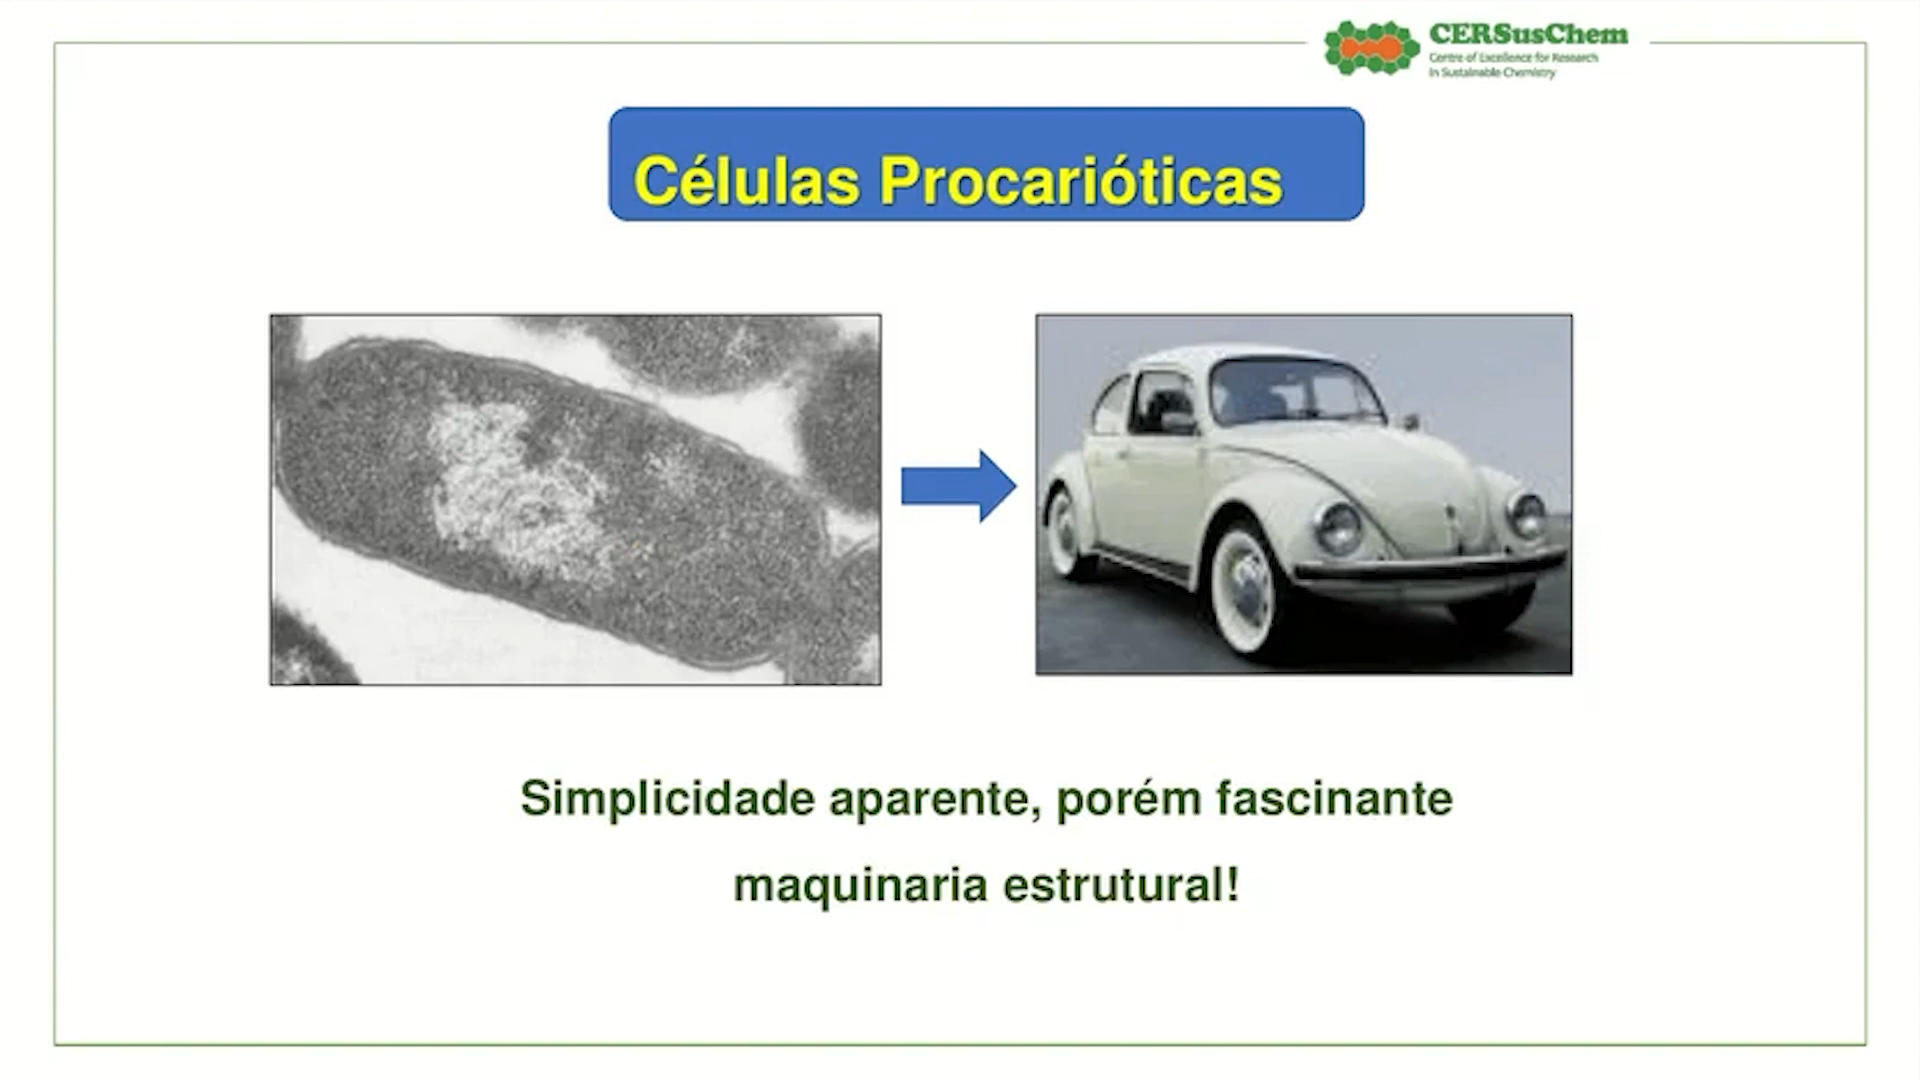 CERSusChem
Centre of Excellence for Research
in Sustainable Chemistry
Células Procarióticas
Simplicidade aparente, porém fascinante
maquinaria estrutural!